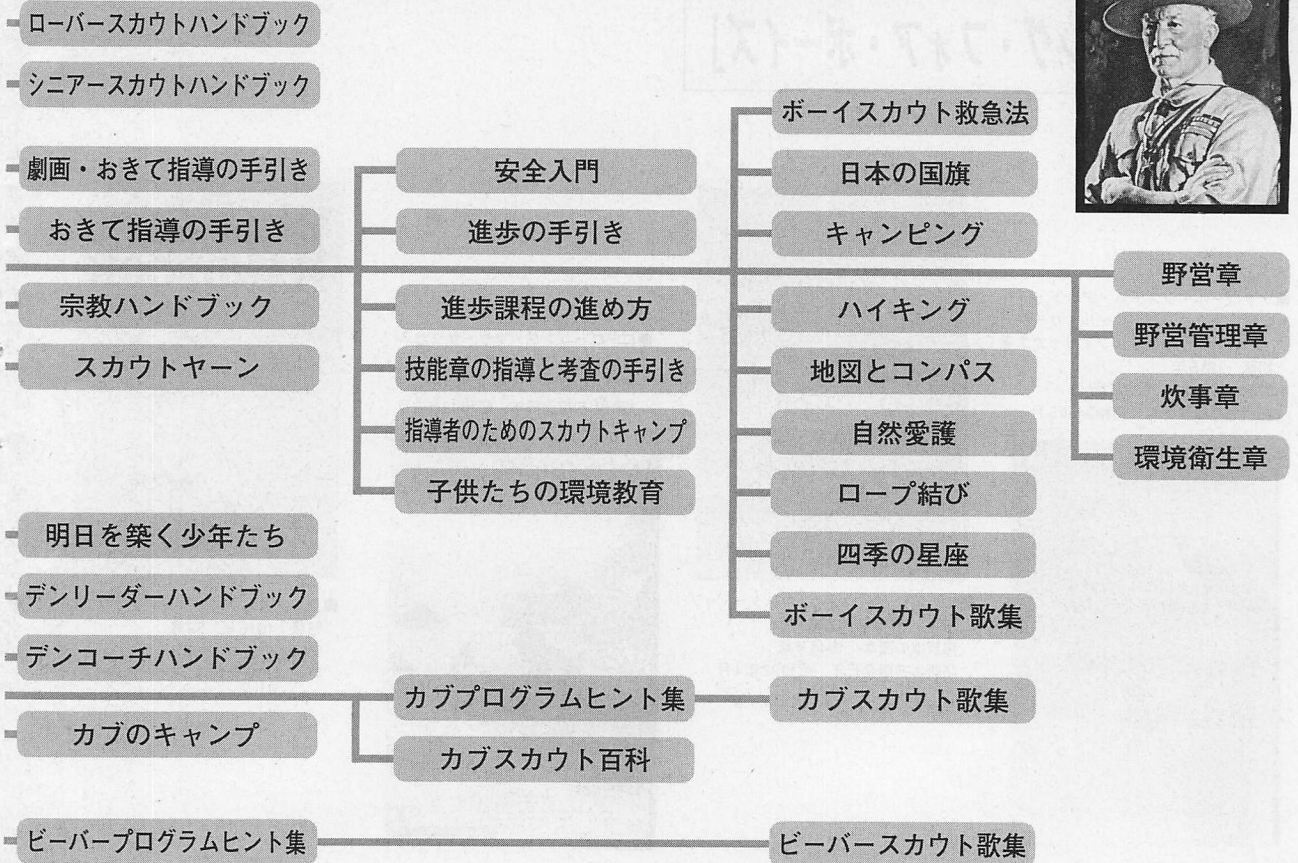 ローバースカウトハンドブック
シニアースカウトハンドブック
劇画・おきて指導の手引き
おきて指導の手引き
宗教ハンドブック
スカウトヤーン
明日を築く少年たち
デンリーダーハンドブック
デンコーチハンドブック
カブのキャンプ
ビーバープログラムヒント集
安全入門
進歩の手引き
進歩課程の進め方
技能章の指導と考査の手引き
指導者のためのスカウトキャンプ
子供たちの環境教育
カブプログラムヒント集
カブスカウト百科
ボーイスカウト救急法
日本の国旗
キャンピング
ハイキング
地図とコンパス
自然愛護
ロープ結び
四季の星座
ボーイスカウト歌集
カブスカウト歌集
ビーバースカウト歌集
野営章
野営管理章
炊事章
環境衛生章